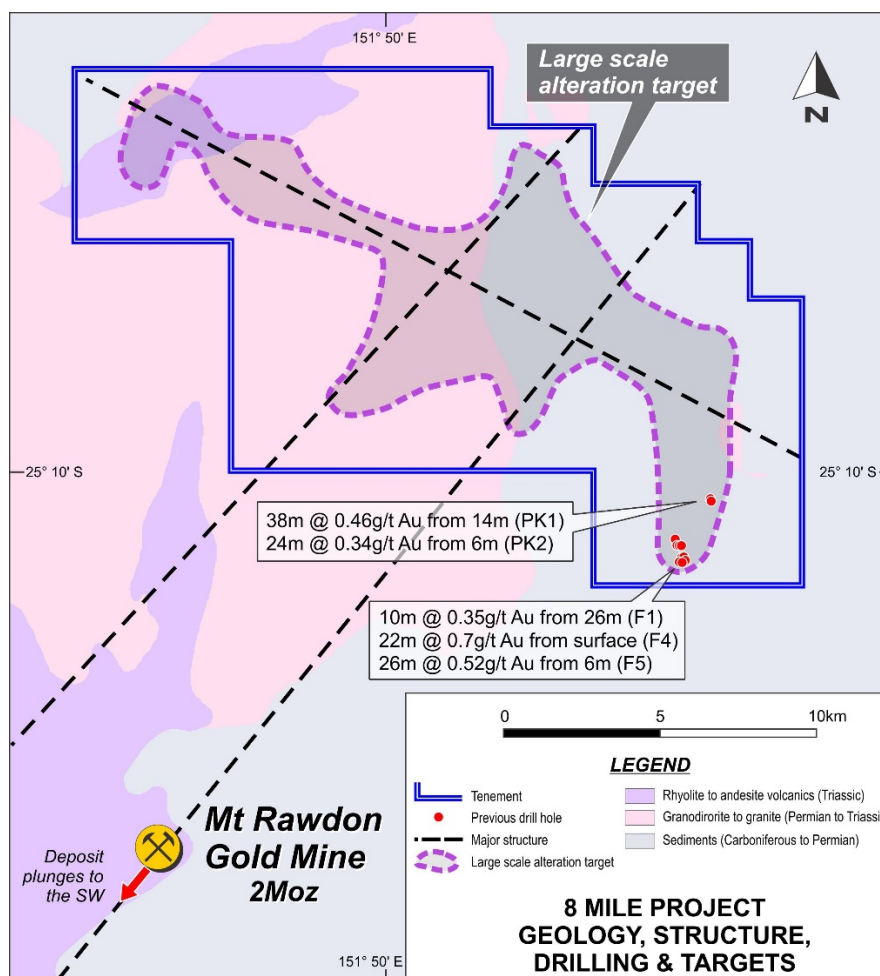 151° 50' E
Large scale
alteration target
N
25° 10' S
25° 10' S
38m @ 0.46g/t Au from 14m (PK1)
24m @ 0.34g/t Au from 6m (PK2)
10m @ 0.35g/t Au from 26m (F1)
22m @ 0.7g/t Au from surface (F4)
26m @ 0.52g/t Au from 6m (F5)
0 5 10km
LEGEND
Tenement
Previous drill hole
Major structure
Large scale alteration target
Rhyolite to andesite volcanics (Triassic)
Granodirorite to granite (Permian to Triassic
Sediments (Carboniferous to Permian)
Mt Rawdon
Gold Mine
2Moz
Deposit
plunges to
the SW
151° 50' E
8 MILE PROJECT
GEOLOGY, STRUCTURE,
DRILLING & TARGETS